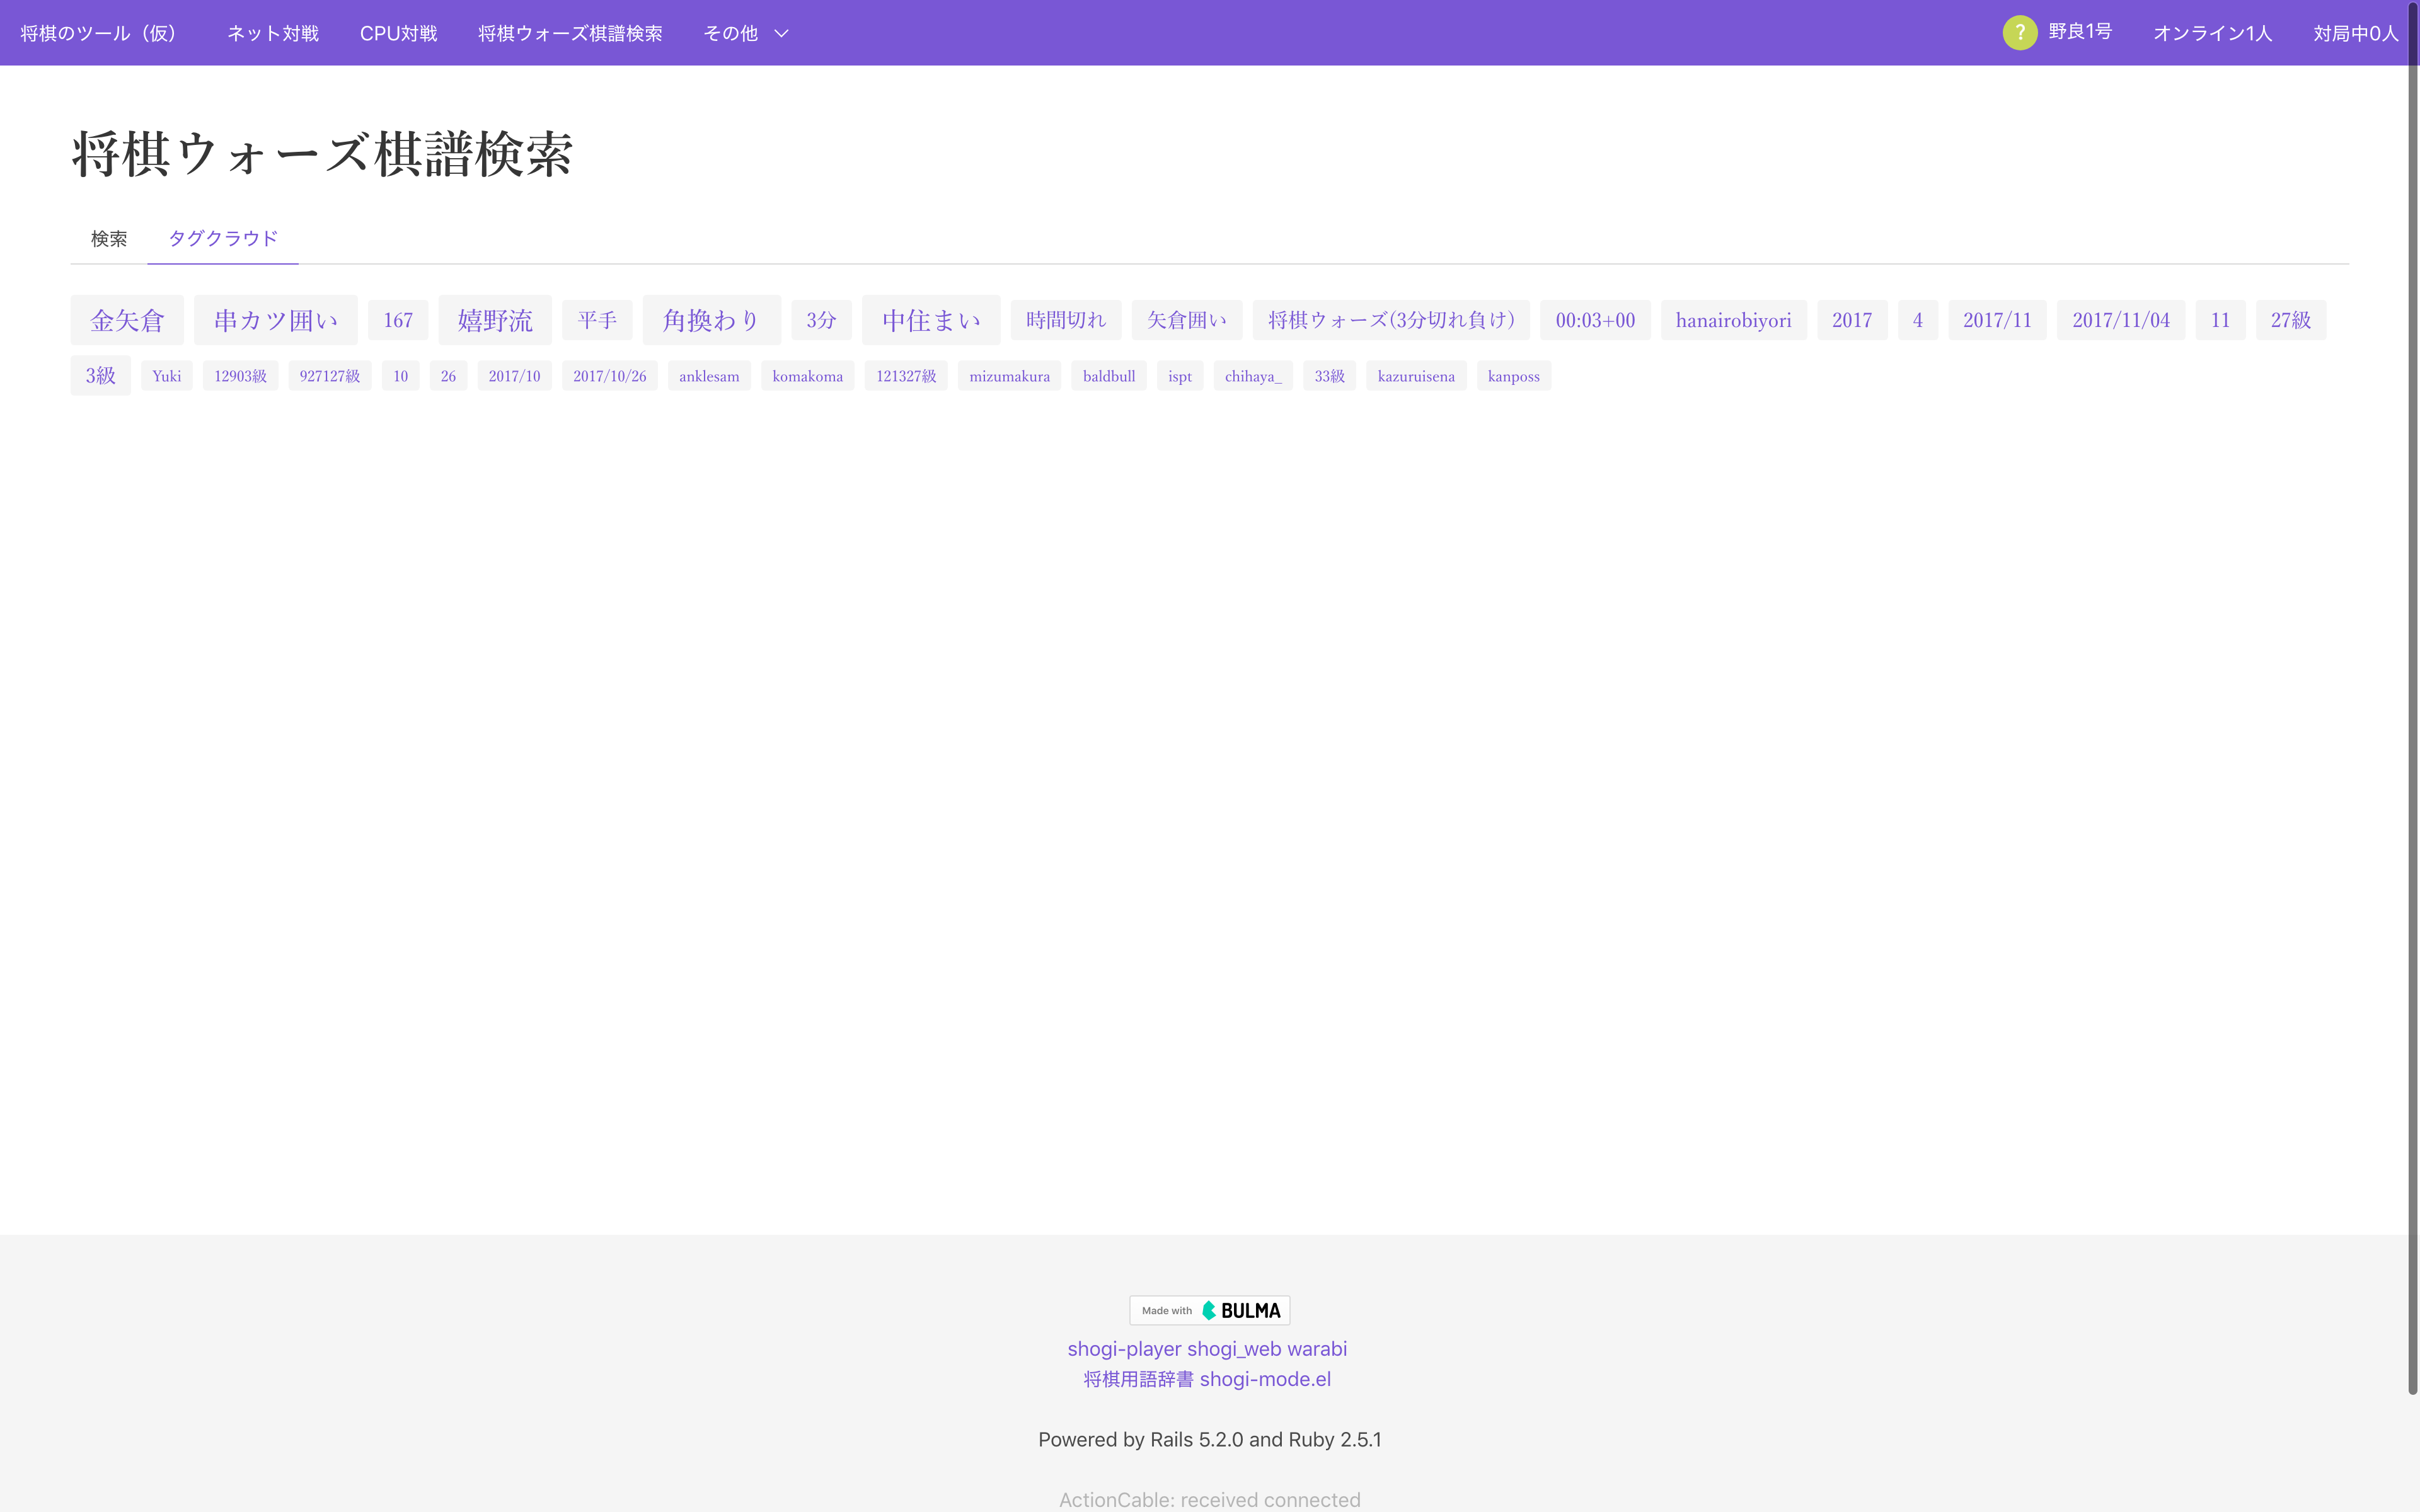 将棋のツール（仮） ネット対戦 CPU対戦 将棋ウォーズ棋譜検索 その他 ? 野良1号 オンライン1人 対局中0人
将棋ウォーズ棋譜検索
検索 タグクラウド
金矢倉 串カツ囲い 167 嬉野流 平手 角換わり 3分 中住まい 時間切れ 矢倉囲い 将棋ウォーズ(3分切れ負け) 00:03+00 hanairobiyori 2017 4 2017/11 2017/11/04 11 27級
3級 Yuki 12903級 927127級 10 26 2017/10 2017/10/26 anklesam komakoma 121327級 mizumakura baldbull ispt chihaya_ 33級 kazuruisena kanposs
Made with BULMA
shogi-player shogi_web warabi
将棋用語辞書 shogi-mode.el
Powered by Rails 5.2.0 and Ruby 2.5.1
ActionCable: received connected